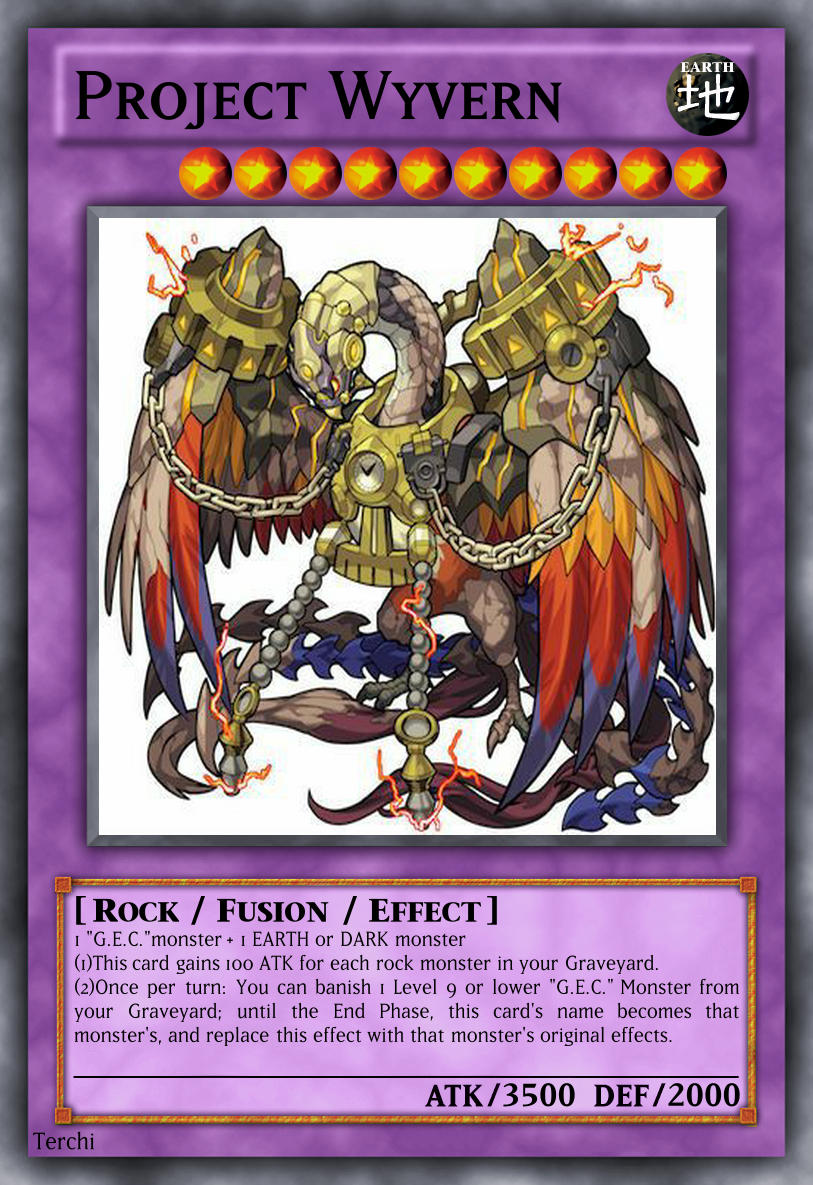 Project Wyvern
EARTH
地
[ Rock / Fusion / Effect ]
1 "G.E.C."monster + 1 EARTH or DARK monster
(1)This card gains 100 ATK for each rock monster in your Graveyard.
(2)Once per turn: You can banish 1 Level 9 or lower "G.E.C." Monster from
your Graveyard; until the End Phase, this card's name becomes that
monster's, and replace this effect with that monster's original effects.
ATK/3500 DEF/2000
Terchi